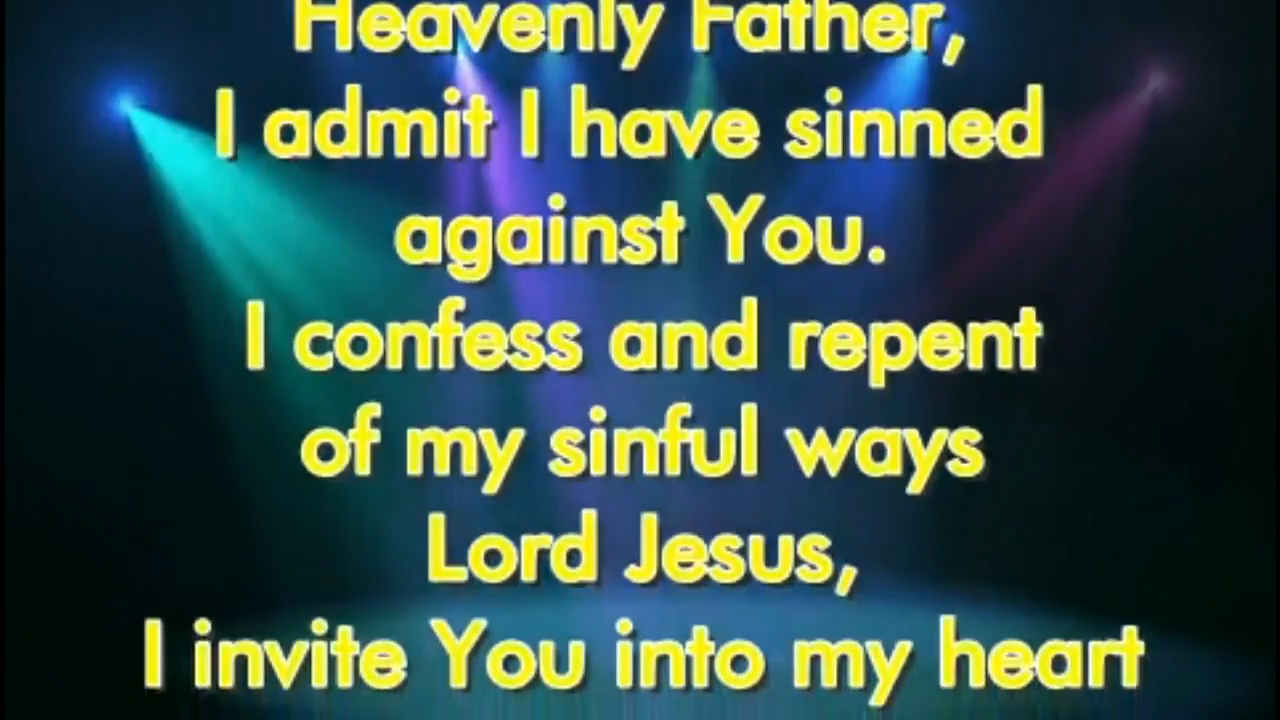 Heavenly Father,
I admit I have sinned
against You.
I confess and repent
of my sinful ways
Lord Jesus,
I invite You into my heart